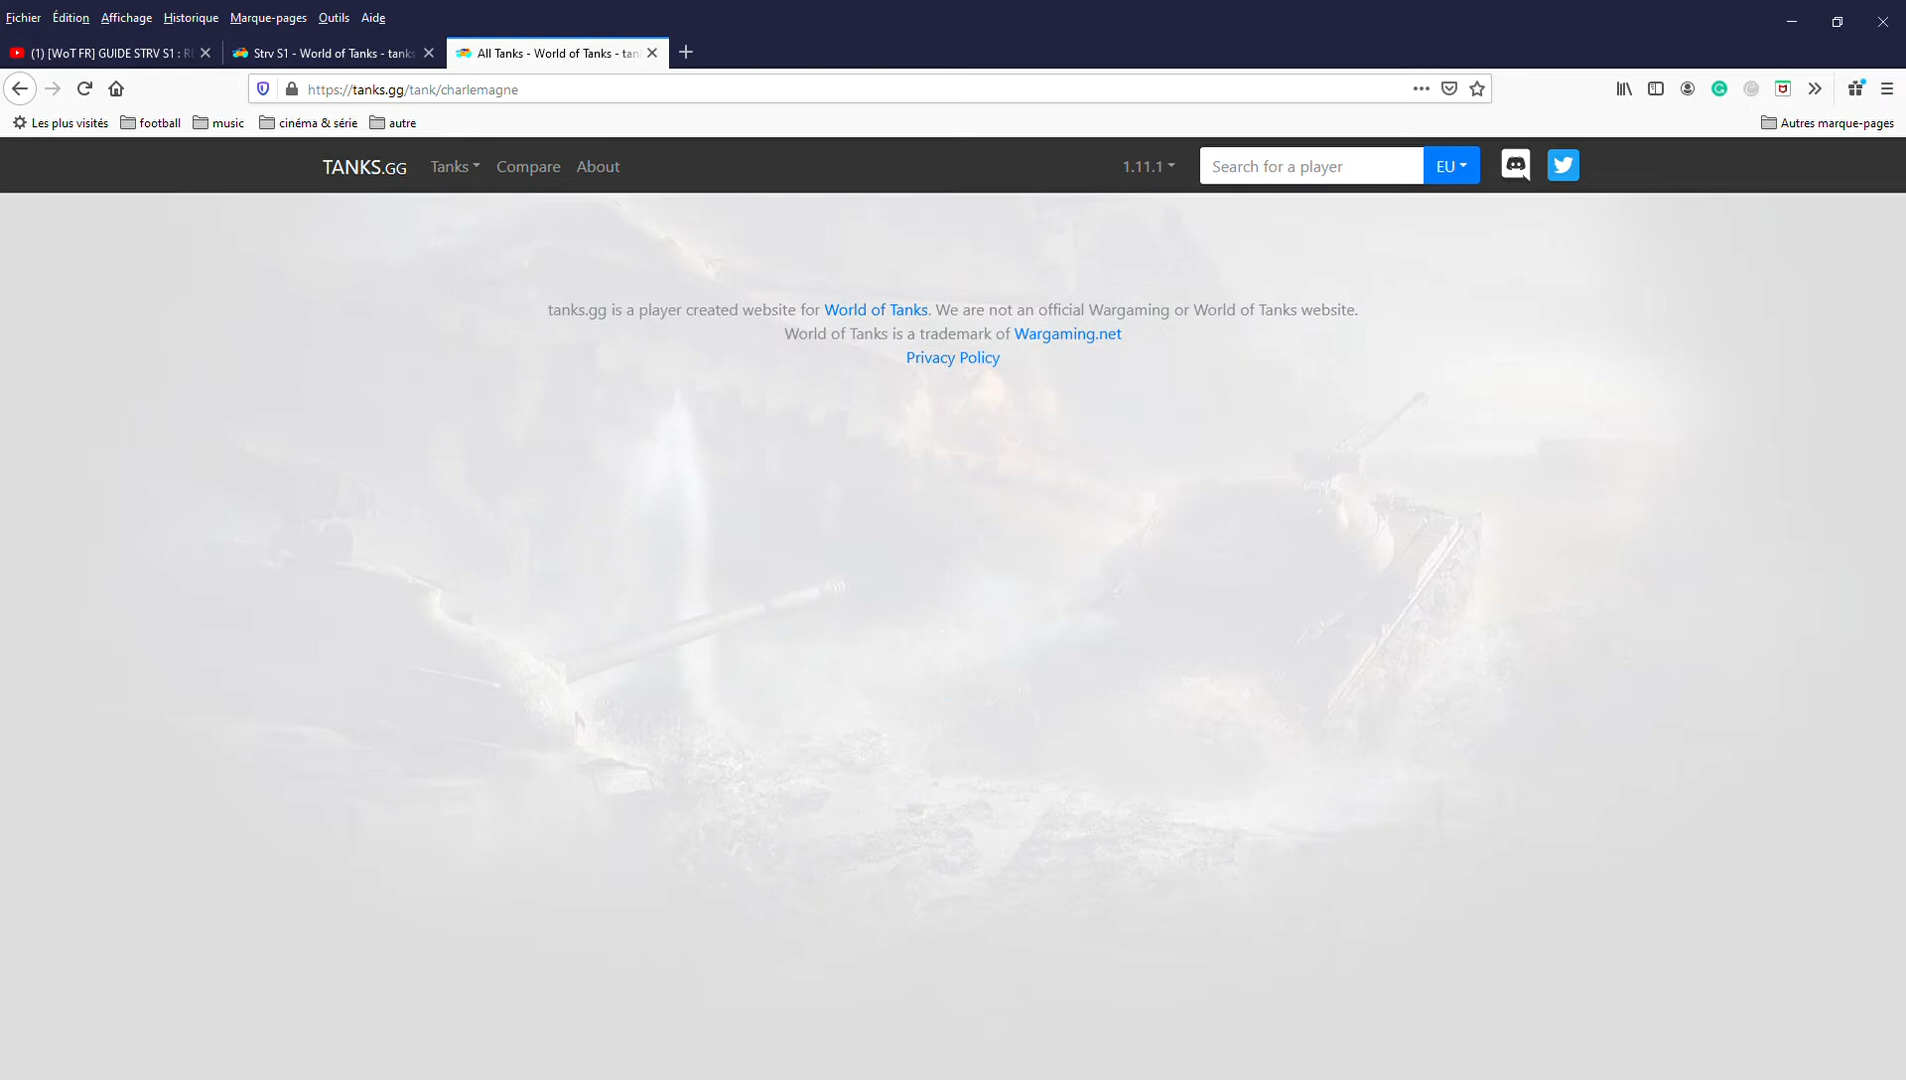 Fichier Édition Affichage Historique Marque-pages Outils Aide
(1) [WoT FR] GUIDE STRV S1 : Strv S1 - World of Tanks - tanks All Tanks - World of Tanks - tan
https://tanks.gg/tank/charlemagne
Les plus visités football music cinéma & série autre Autres marque-pages
TANKS.GG Tanks Compare About 1.11.1 Search for a player EU
tanks.gg is a player created website for World of Tanks. We are not an official Wargaming or World of Tanks website.
World of Tanks is a trademark of Wargaming.net
Privacy Policy